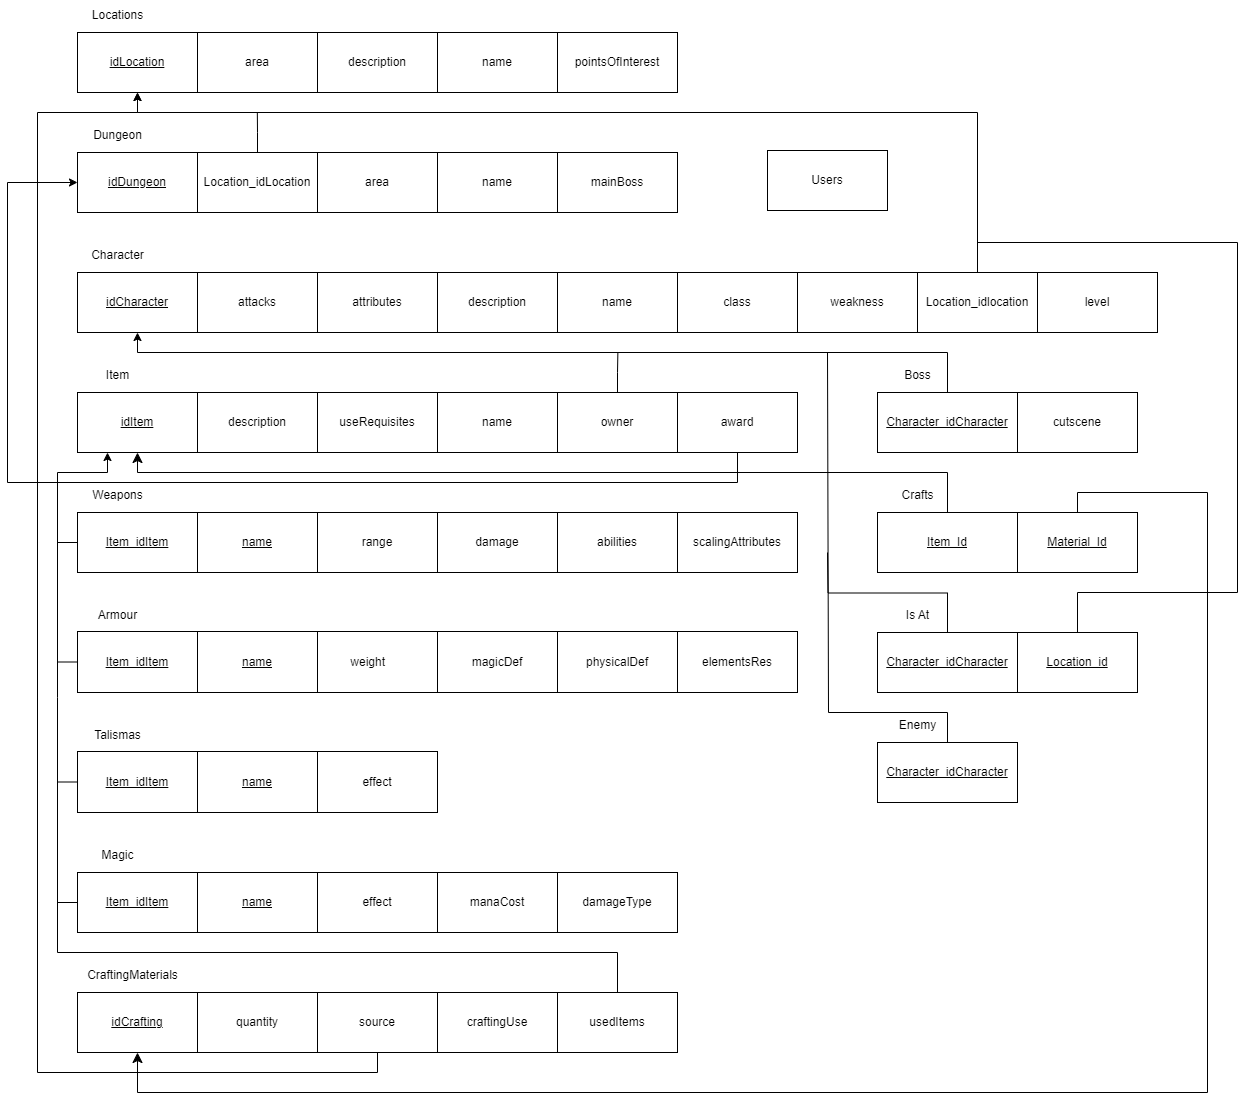 Locations
idLocation area description name pointsOfInterest
Dungeon
idDungeon Location_idLocation area name mainBoss
Users
Character
idCharacter attacks attributes description name class weakness Location_idlocation level
Item
idItem description useRequisites name owner award
Boss
Character_idCharacter cutscene
Weapons
Item_idItem name range damage abilities scalingAttributes
Crafts
Item_Id Material_Id
Armour
Item_idItem name weight magicDef physicalDef elementsRes
Is At
Character_idCharacter Location_id
Talismas
Item_idItem name effect
Enemy
Character_idCharacter
Magic
Item_idItem name effect manaCost damageType
CraftingMaterials
idCrafting quantity source craftingUse usedItems